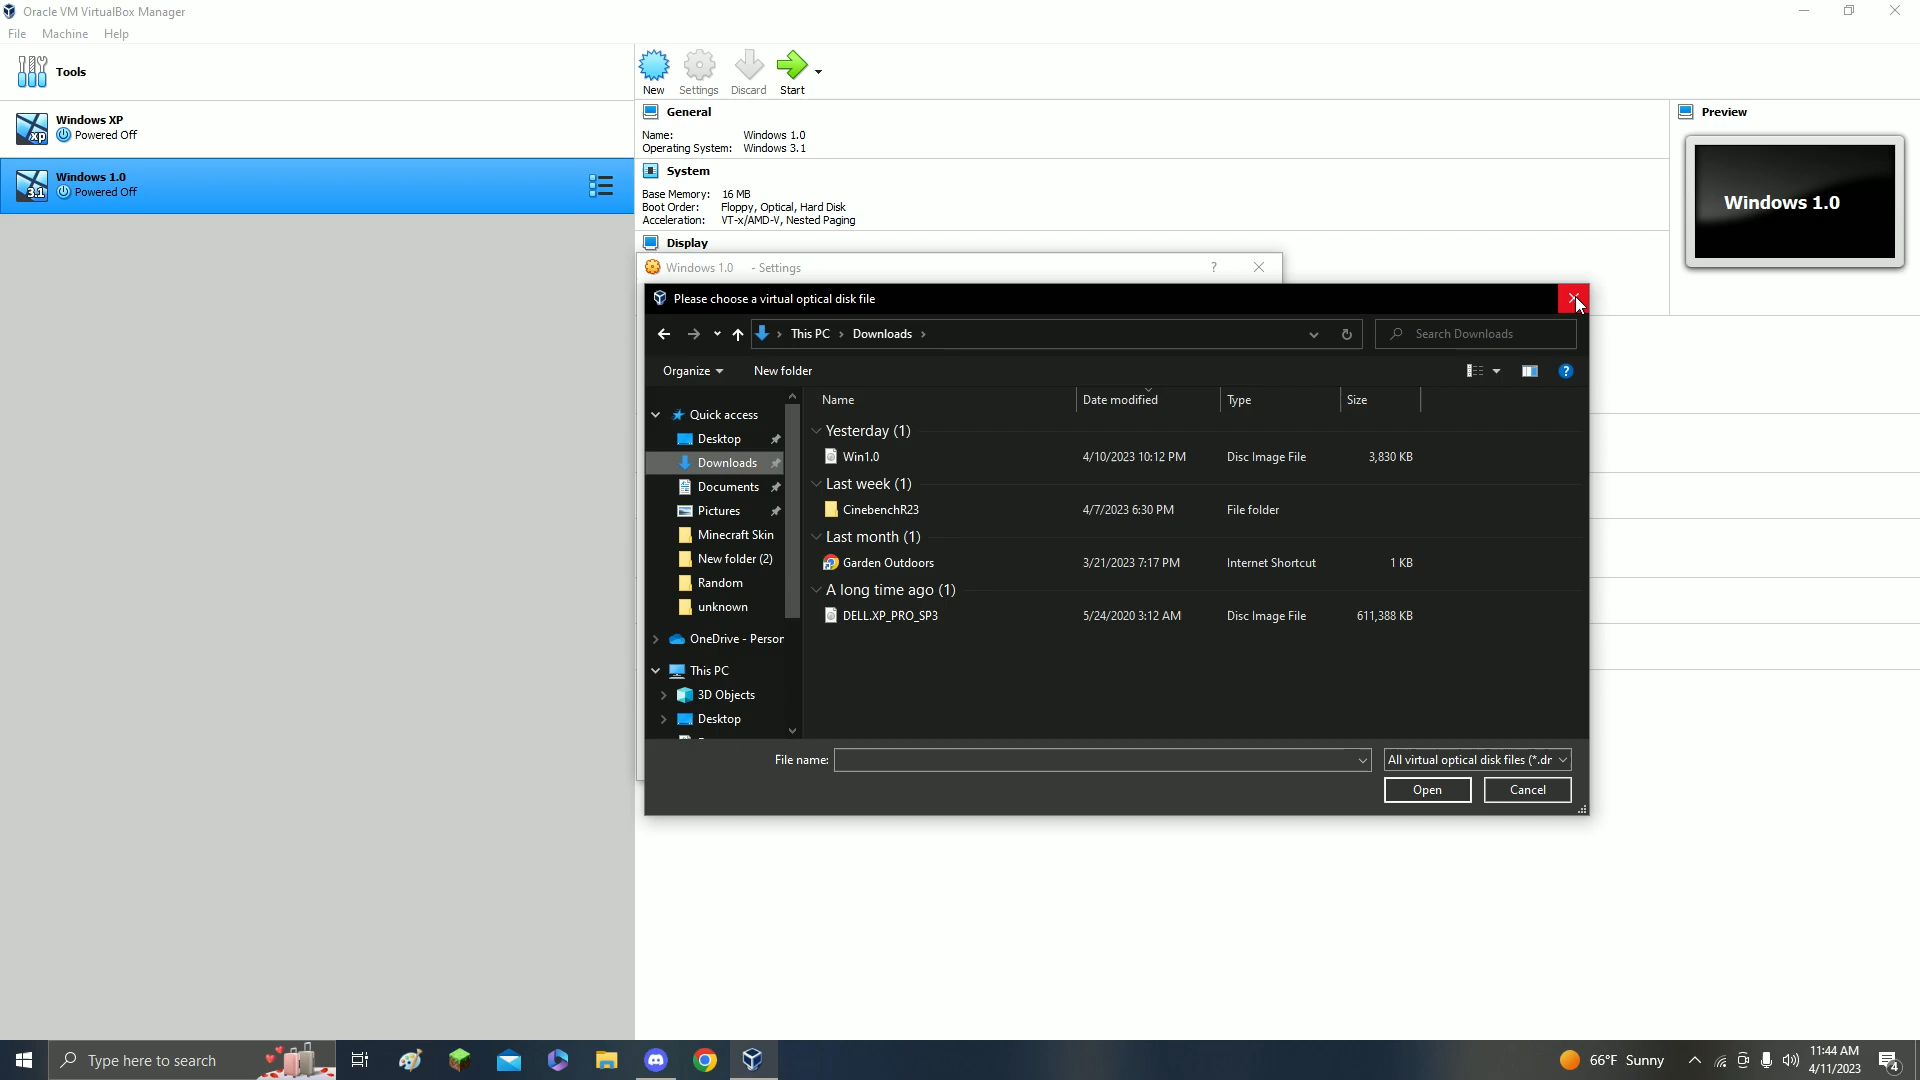 Oracle VM VirtualBox Manager
File Machine Help
Tools
New Settings Discard Start
Windows XP
Powered Off
Windows 1.0
Powered Off
General
Name: Windows 1.0
Operating System: Windows 3.1
System
Base Memory: 16 MB
Boot Order: Floppy, Optical, Hard Disk
Acceleration: VT-x/AMD-V, Nested Paging
Display
Preview
Windows 1.0
Windows 1.0 - Settings
?
Please choose a virtual optical disk file
This PC Downloads
Search Downloads
Organize New folder
?
Quick access
Desktop
Downloads
Documents
Pictures
Minecraft Skin
New folder (2)
Random
unknown
OneDrive - Person
This PC
3D Objects
Desktop
Name Date modified Type Size
Yesterday (1)
Win1.0 4/10/2023 10:12 PM Disc Image File 3,830 KB
Last week (1)
CinebenchR23 4/7/2023 6:30 PM File folder
Last month (1)
Garden Outdoors 3/21/2023 7:17 PM Internet Shortcut 1 KB
A long time ago (1)
DELL.XP_PRO_SP3 5/24/2020 3:12 AM Disc Image File 611,388 KB
File name:
All virtual optical disk files (*.dr
Open Cancel
Type here to search
66°F Sunny
11:44 AM
4/11/2023
4